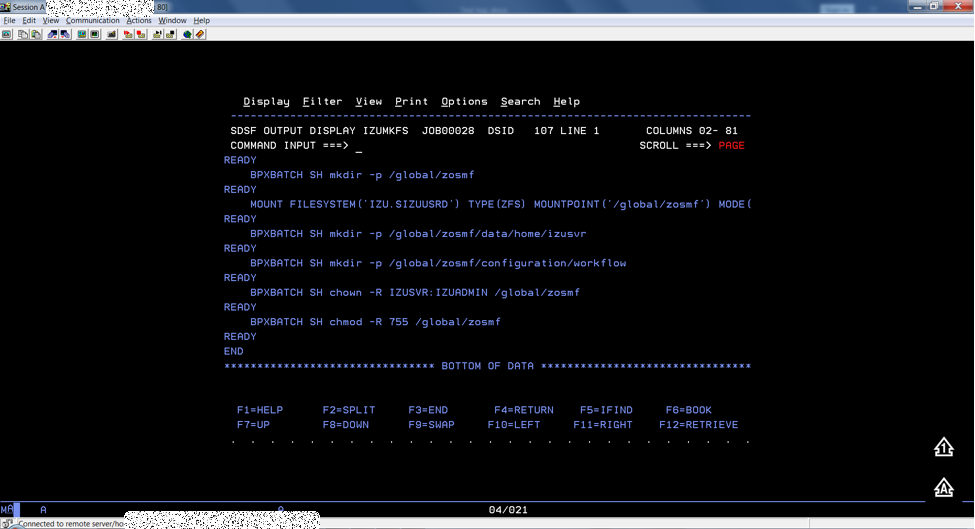 Session A
: 80]
File Edit View Communication Actions Window Help
Display Filter View Print Options Search Help
-------------------------------------------------------------------------------
SDSF OUTPUT DISPLAY IZUMKFS JOB00028 DSID 107 LINE 1 COLUMNS 02- 81
COMMAND INPUT ===> _ SCROLL ===> PAGE
READY
BPXBATCH SH mkdir -p /global/zosmf
READY
MOUNT FILESYSTEM('IZU.SIZUUSRD') TYPE(ZFS) MOUNTPOINT('/global/zosmf') MODE(
READY
BPXBATCH SH mkdir -p /global/zosmf/data/home/izusvr
READY
BPXBATCH SH mkdir -p /global/zosmf/configuration/workflow
READY
BPXBATCH SH chown -R IZUSVR:IZUADMIN /global/zosmf
READY
BPXBATCH SH chmod -R 755 /global/zosmf
READY
END
******************************** BOTTOM OF DATA ********************************
F1=HELP F2=SPLIT F3=END F4=RETURN F5=IFIND F6=BOOK
F7=UP F8=DOWN F9=SWAP F10=LEFT F11=RIGHT F12=RETRIEVE
1
A
MA A 04/021
Connected to remote server/ho